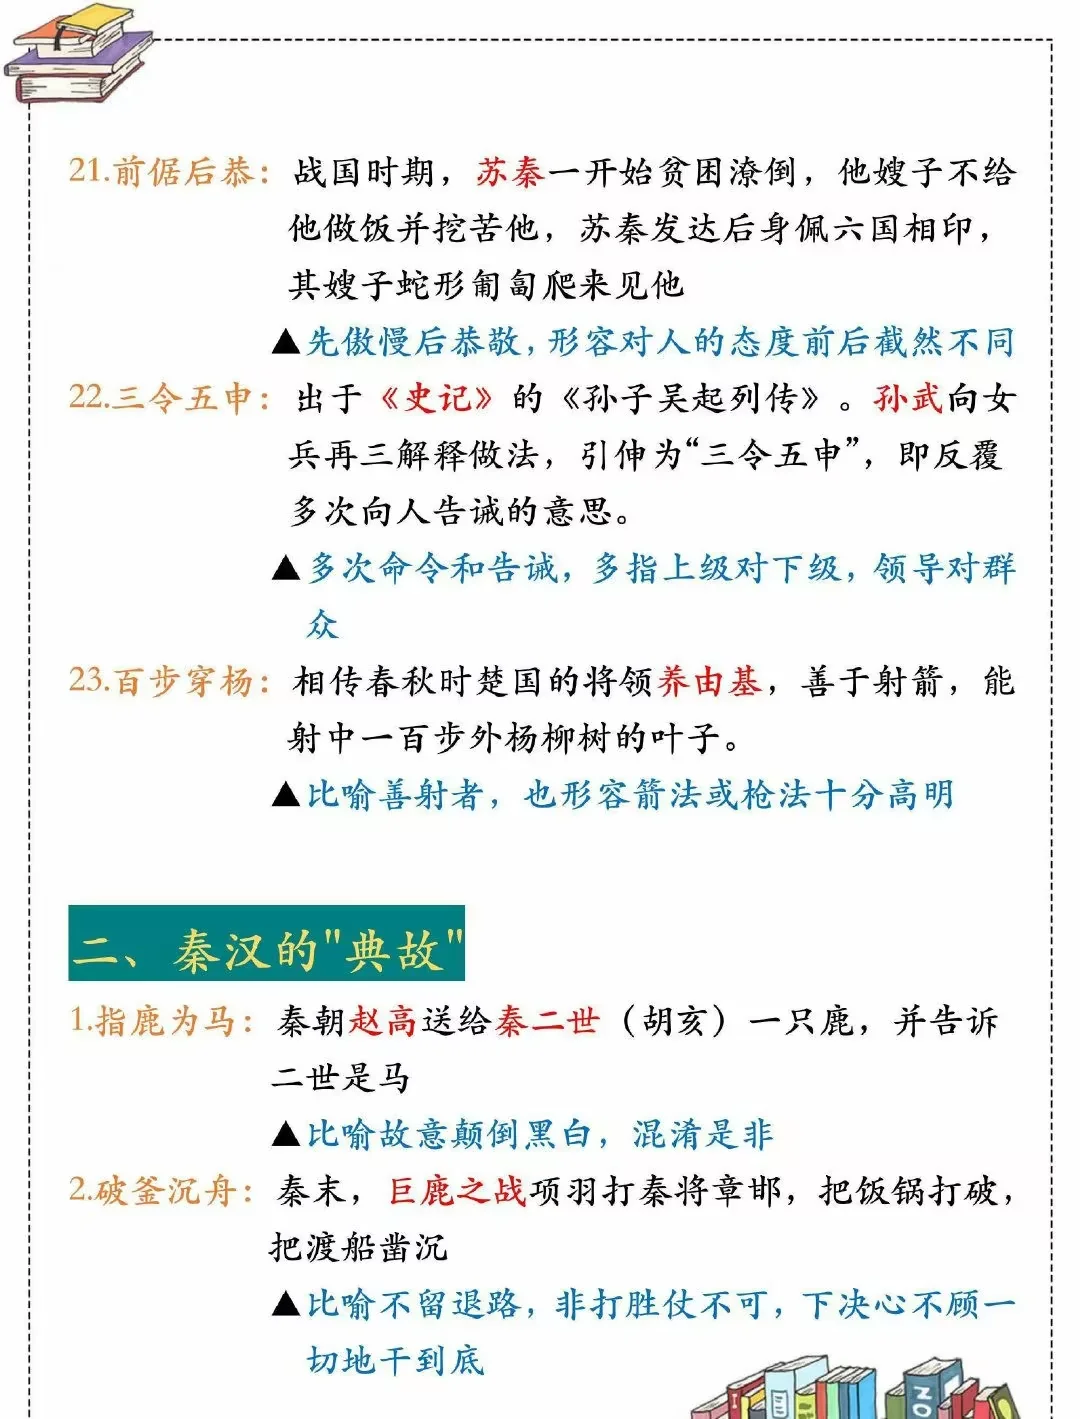 21.前倨后恭：战国时期，苏秦一开始贫困潦倒，他嫂子不给
他做饭并挖苦他，苏秦发达后身佩六国相印，
其嫂子蛇形匍匐爬来见他
▲先傲慢后恭敬，形容对人的态度前后截然不同
22.三令五申：出于《史记》的《孙子吴起列传》。孙武向女
兵再三解释做法，引伸为“三令五申”，即反覆
多次向人告诫的意思。
▲多次命令和告诫，多指上级对下级，领导对群
众
23.百步穿杨：相传春秋时楚国的将领养由基，善于射箭，能
射中一百步外杨柳树的叶子。
▲比喻善射者，也形容箭法或枪法十分高明
二、秦汉的"典故"
1.指鹿为马：秦朝赵高送给秦二世（胡亥）一只鹿，并告诉
二世是马
▲比喻故意颠倒黑白，混淆是非
2.破釜沉舟：秦末，巨鹿之战项羽打秦将章邯，把饭锅打破，
把渡船凿沉
▲比喻不留退路，非打胜仗不可，下决心不顾一
切地干到底
NO